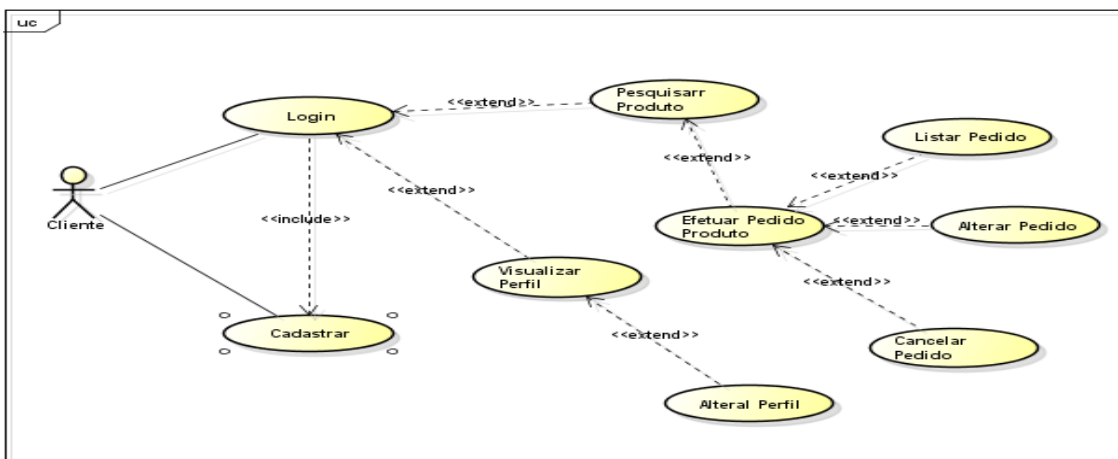 uc
Pesquisarr
Produto
<<extend>>
Login
Listar Pedido
<<extend>>
<<extend>>
<<extend>>
<<include>>
Cliente
Efetuar Pedido
Produto
<<extend>>
Alterar Pedido
Visualizar
Perfil
<<extend>>
Cadastrar
<<extend>>
Cancelar
Pedido
Alteral Perfil